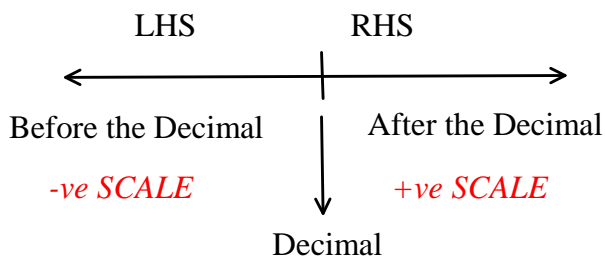 LHS RHS
Before the Decimal After the Decimal
-ve SCALE +ve SCALE
Decimal